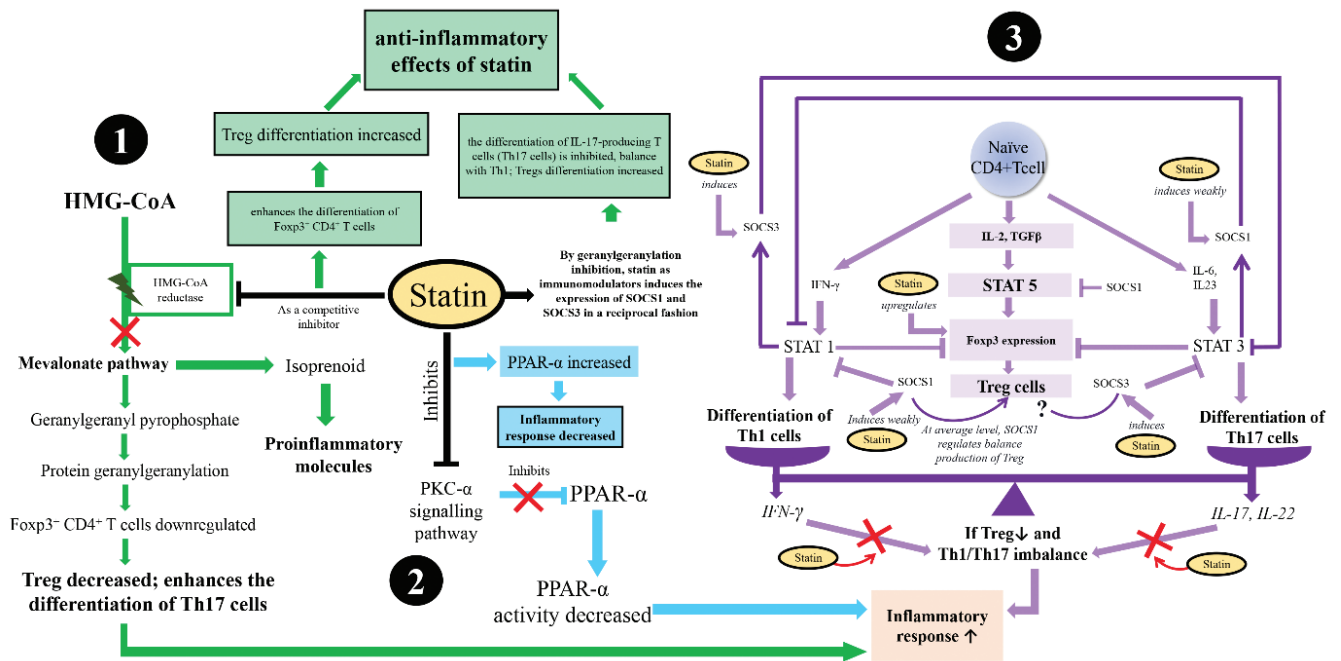 anti-inflammatory
effects of statin
1
Treg differentiation increased
the differentiation of IL-17-producing T
cells (Th17 cells) is inhibited, balance
with Th1; Tregs differentiation increased
HMG-CoA
enhances the differentiation of
Foxp3⁻ CD4⁺ T cells
HMG-CoA
reductase
As a competitive
inhibitor
Statin
By geranylgeranylation
inhibition, statin as
immunomodulators induces the
expression of SOCS1 and
SOCS3 in a reciprocal fashion
Mevalonate pathway
Isoprenoid
Proinflammatory
molecules
Geranylgeranyl pyrophosphate
Protein geranylgeranylation
Foxp3⁻ CD4⁺ T cells downregulated
Treg decreased; enhances the
differentiation of Th17 cells
Inhibits
PPAR-α increased
Inflammatory
response decreased
PKC-α
signalling
pathway
Inhibits
PPAR-α
2
PPAR-α
activity decreased
Inflammatory
response ↑
3
Statin
induces
SOCS3
Naïve
CD4+Tcell
Statin
induces weakly
SOCS1
IL-2, TGFβ
IFN-γ
IL-6,
IL23
STAT 5
SOCS1
Statin
upregulates
Foxp3 expression
STAT 1
STAT 3
Treg cells
SOCS1
SOCS3
?
Induces weakly
Statin
At average level, SOCS1
regulates balance
production of Treg
induces
Statin
Differentiation of
Th1 cells
Differentiation of
Th17 cells
IFN-γ
IL-17, IL-22
If Treg↓ and
Th1/Th17 imbalance
Statin
Statin